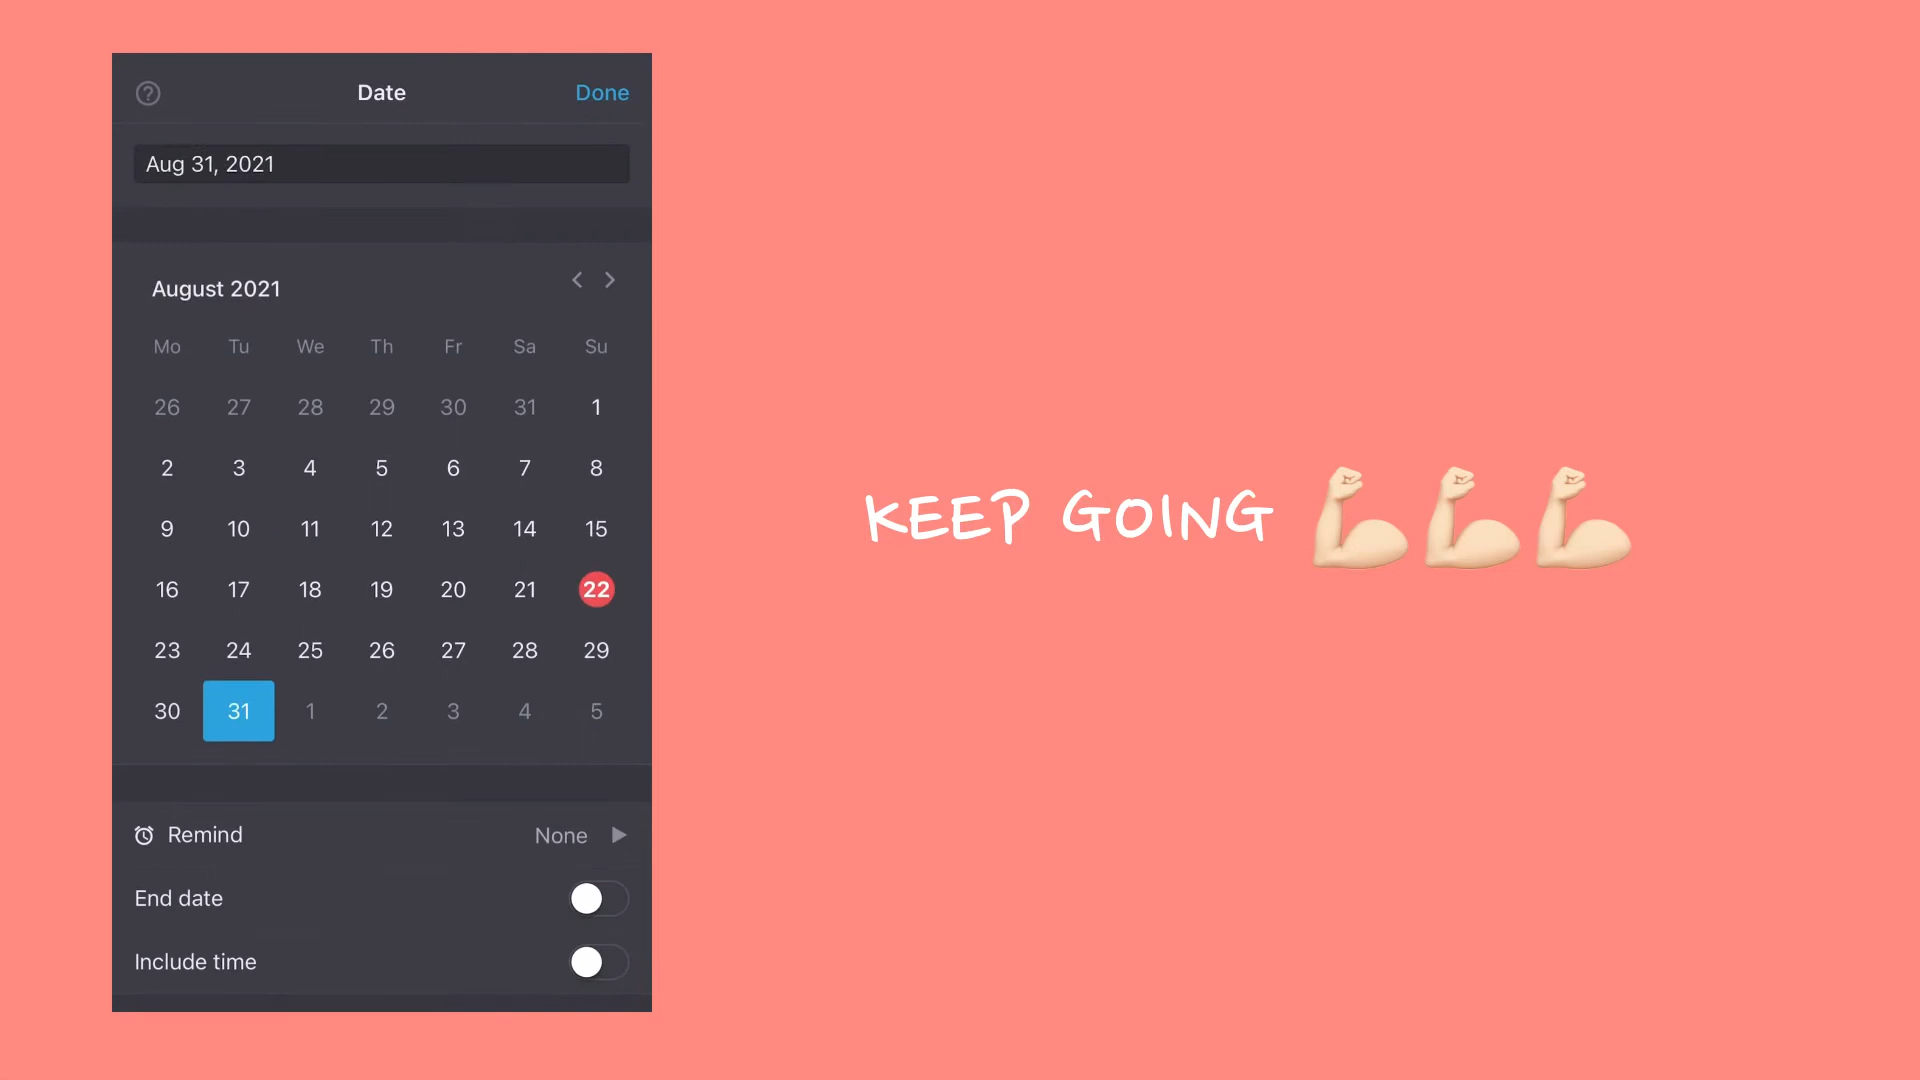 Date
Done
Aug 31, 2021
August 2021
Mo Tu We Th Fr Sa Su
26 27 28 29 30 31 1
2 3 4 5 6 7 8
9 10 11 12 13 14 15
16 17 18 19 20 21 22
23 24 25 26 27 28 29
30 31 1 2 3 4 5
Remind
None
End date
Include time
KEEP GOING 💪🏻💪🏻💪🏻